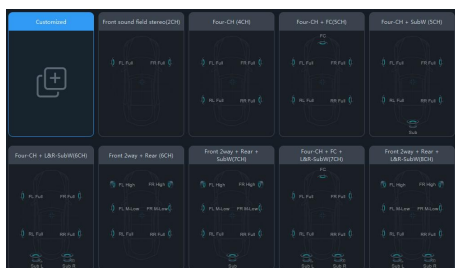 Customized
Front sound field stereo(2CH)
Four-CH (4CH)
Four-CH + FC(5CH)
Four-CH + SubW (5CH)
FC
FL Full FR Full
FL Full FR Full
FL Full FR Full
FL Full FR Full
RL Full RR Full
RL Full RR Full
RL Full RR Full
Sub
Four-CH + L&R-SubW(6CH)
Front 2way + Rear (6CH)
Front 2way + Rear +
SubW(7CH)
Four-CH + FC +
L&R-SubW(7CH)
Front 2way + Rear +
L&R-SubW(8CH)
FC
FL High FR High
FL High FR High
FL High FR High
FL Full FR Full
FL M.Low FR M.Low
FL M.Low FR M.Low
FL Full FR Full
FL M.Low FR M.Low
RL Full RR Full
RL Full RR Full
RL Full RR Full
RL Full RR Full
RL Full RR Full
Sub L Sub R
Sub
Sub L Sub R
Sub L Sub R